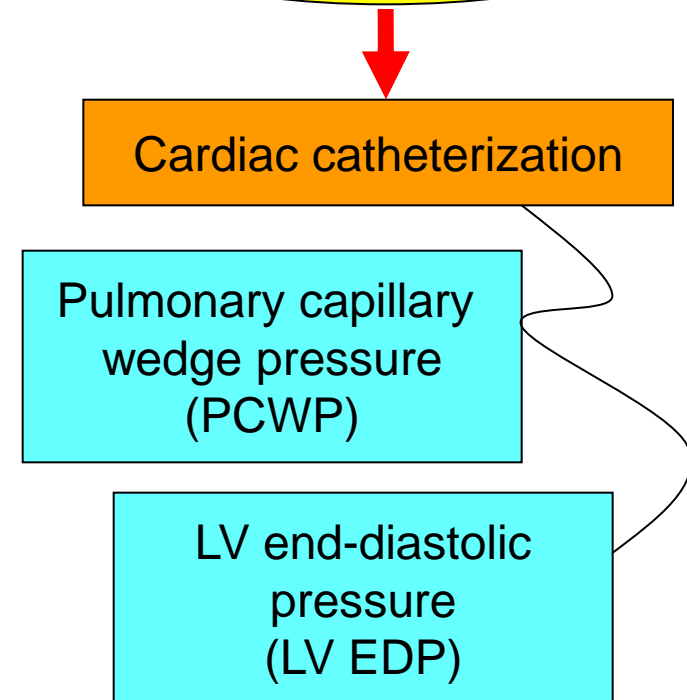 Cardiac catheterization
Pulmonary capillary
wedge pressure
(PCWP)
LV end-diastolic
pressure
(LV EDP)